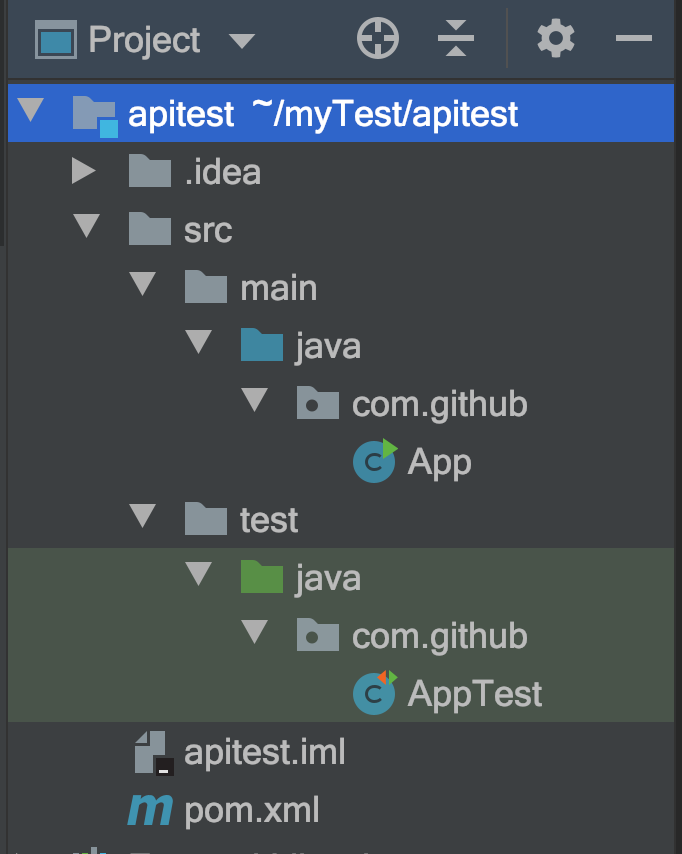 Project
apitest ~/myTest/apitest
.idea
src
main
java
com.github
App
test
java
com.github
AppTest
apitest.iml
pom.xml